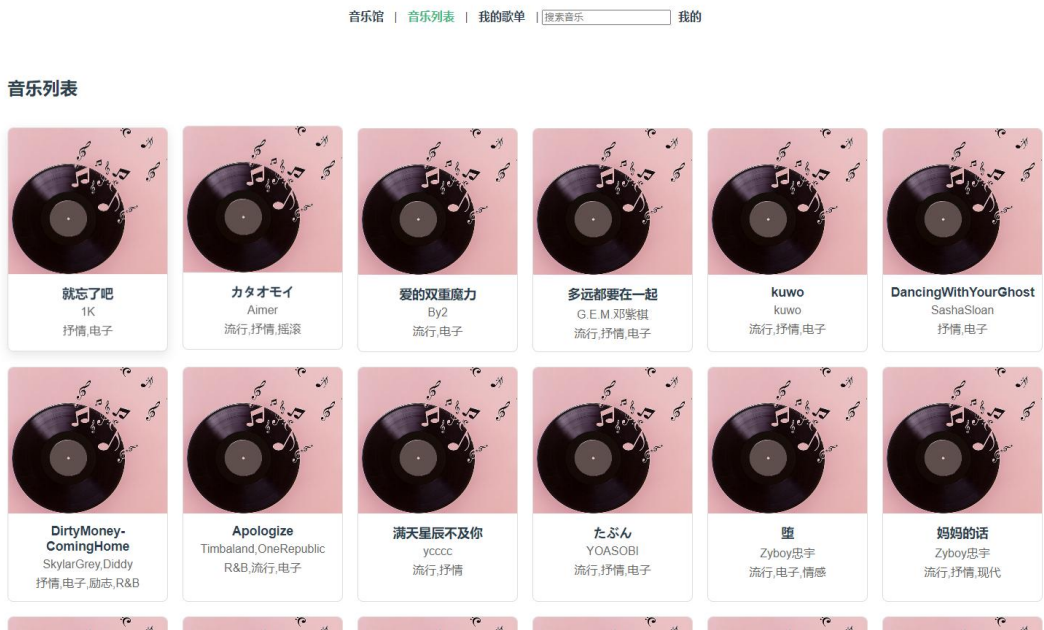 音乐馆 | 音乐列表 | 我的歌单 | 搜素音乐 我的
音乐列表
就忘了吧
1K
抒情,电子
カタオモイ
Aimer
流行,抒情,摇滚
爱的双重魔力
By2
流行,电子
多远都要在一起
G.E.M.邓紫棋
流行,抒情,电子
kuwo
kuwo
流行,抒情,电子
DancingWithYourGhost
SashaSloan
抒情,电子
DirtyMoney-
ComingHome
SkylarGrey,Diddy
抒情,电子,励志,R&B
Apologize
Timbaland,OneRepublic
R&B,流行,电子
满天星辰不及你
ycccc
流行,抒情
たぶん
YOASOBI
流行,抒情,电子
堕
Zyboy忠宇
流行,电子,情感
妈妈的话
Zyboy忠宇
流行,抒情,现代